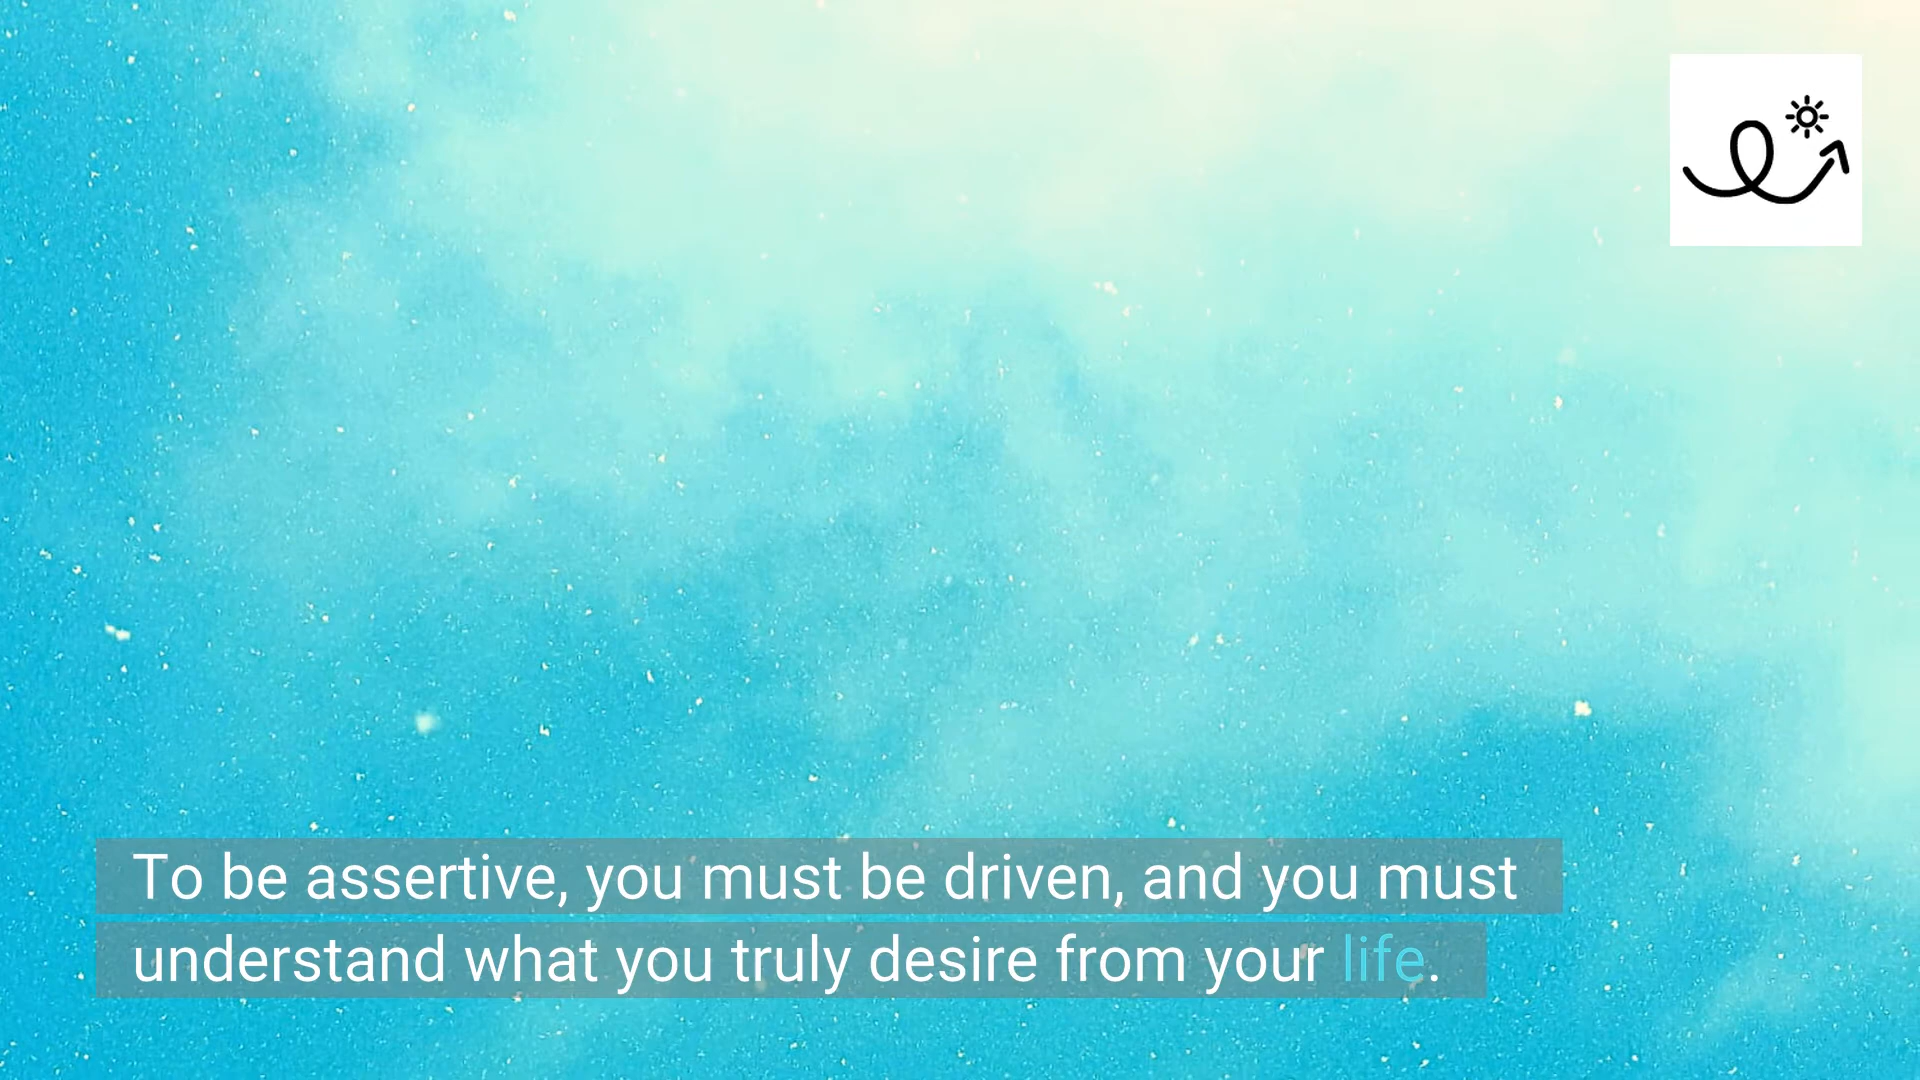 To be assertive, you must be driven, and you must
understand what you truly desire from your life.